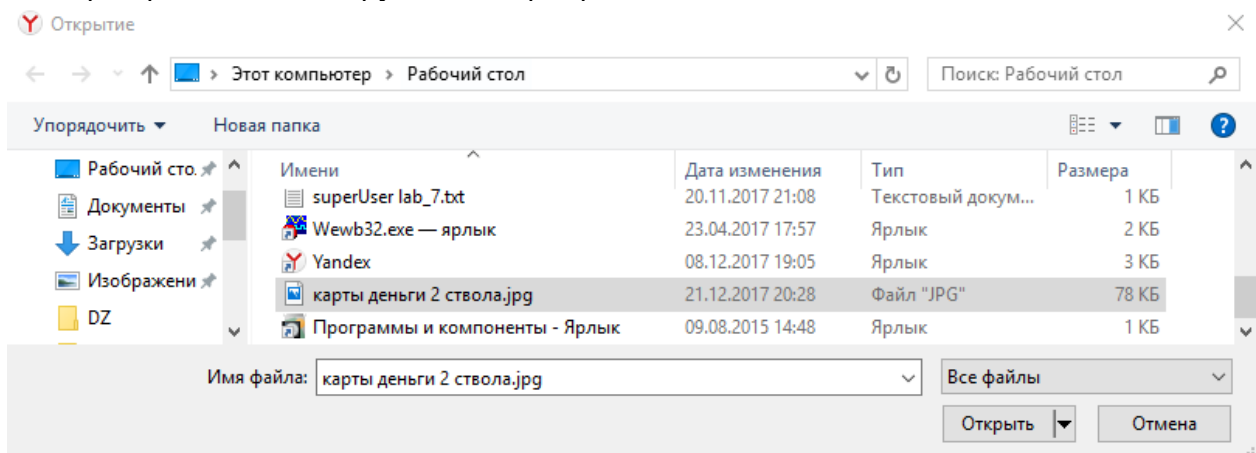 Открытие
Этот компьютер › Рабочий стол
Поиск: Рабочий стол
Упорядочить Новая папка
Рабочий сто.
Документы
Загрузки
Изображени
DZ
Имени Дата изменения Тип Размера
superUser lab_7.txt 20.11.2017 21:08 Текстовый докум... 1 КБ
Wewb32.exe — ярлык 23.04.2017 17:57 Ярлык 2 КБ
Yandex 08.12.2017 19:05 Ярлык 3 КБ
карты деньги 2 ствола.jpg 21.12.2017 20:28 Файл "JPG" 78 КБ
Программы и компоненты - Ярлык 09.08.2015 14:48 Ярлык 1 КБ
Имя файла: карты деньги 2 ствола.jpg Все файлы
Открыть Отмена